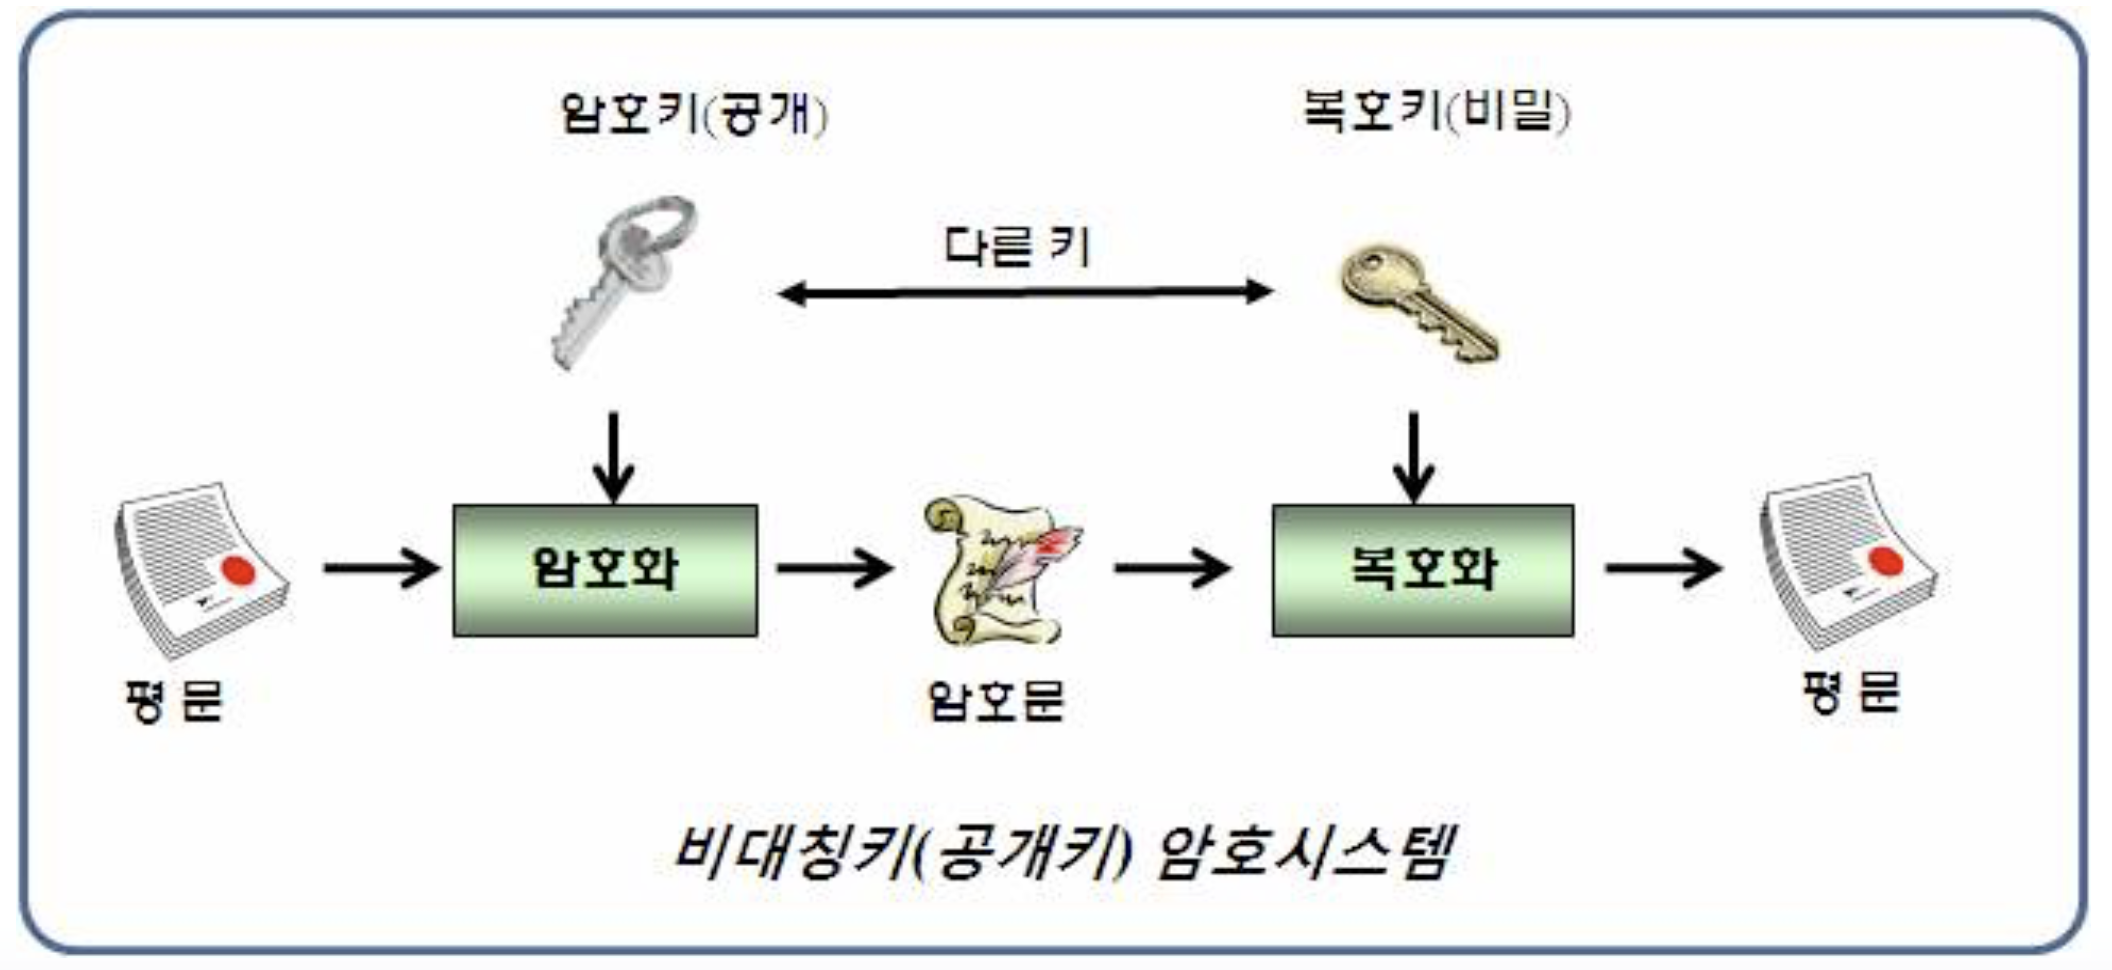 암호키(공개)
복호키(비밀)
다른 키
암호화
복호화
평 문
암호문
평 문
비대칭키(공개키) 암호시스템